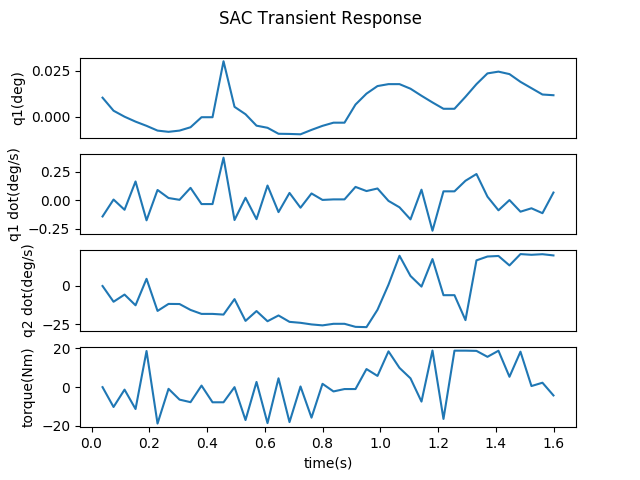 SAC Transient Response
q1(deg)
0.025
0.000
q1 dot(deg/s)
0.25
0.00
−0.25
q2 dot(deg/s)
0
−25
torque(Nm)
20
0
−20
0.0 0.2 0.4 0.6 0.8 1.0 1.2 1.4 1.6
time(s)